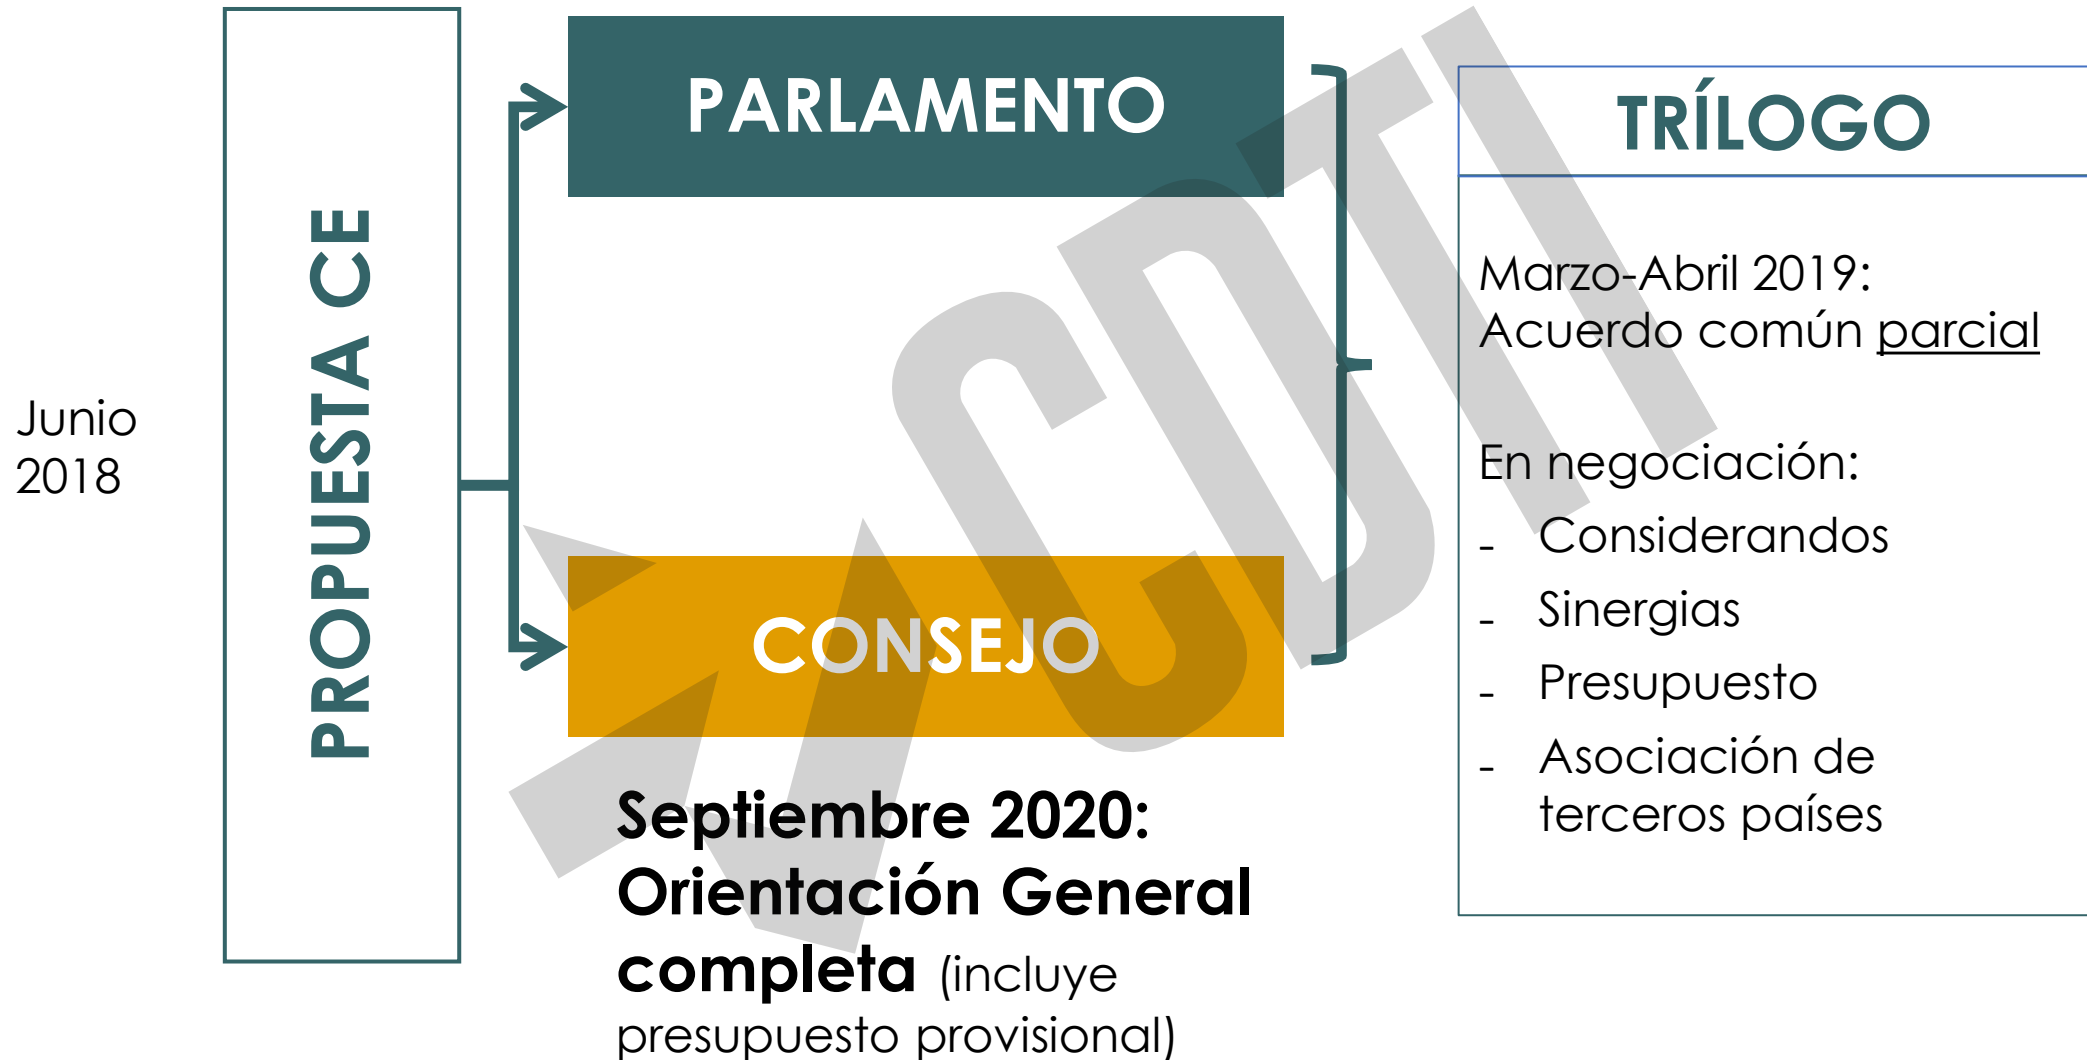 Junio
2018
PROPUESTA CE
PARLAMENTO
CONSEJO
Septiembre 2020:
Orientación General
completa (incluye
presupuesto provisional)
TRÍLOGO
Marzo-Abril 2019:
Acuerdo común parcial
En negociación:
- Considerandos
- Sinergias
- Presupuesto
- Asociación de
terceros países
CDTI